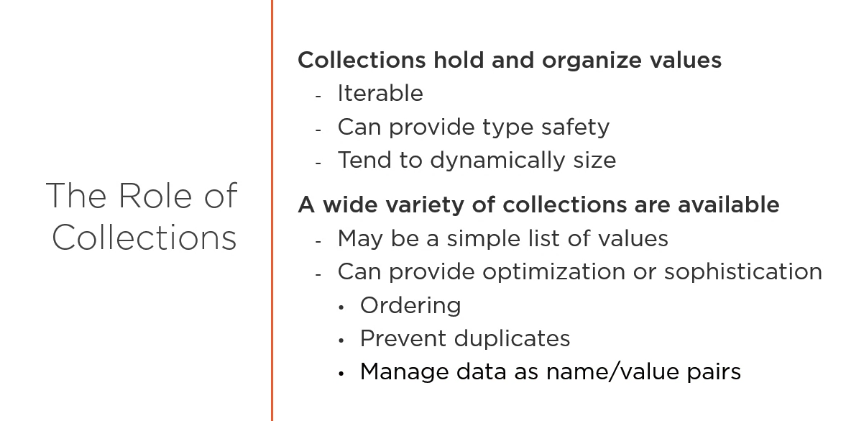 The Role of
Collections
Collections hold and organize values
- Iterable
- Can provide type safety
- Tend to dynamically size
A wide variety of collections are available
- May be a simple list of values
- Can provide optimization or sophistication
• Ordering
• Prevent duplicates
• Manage data as name/value pairs